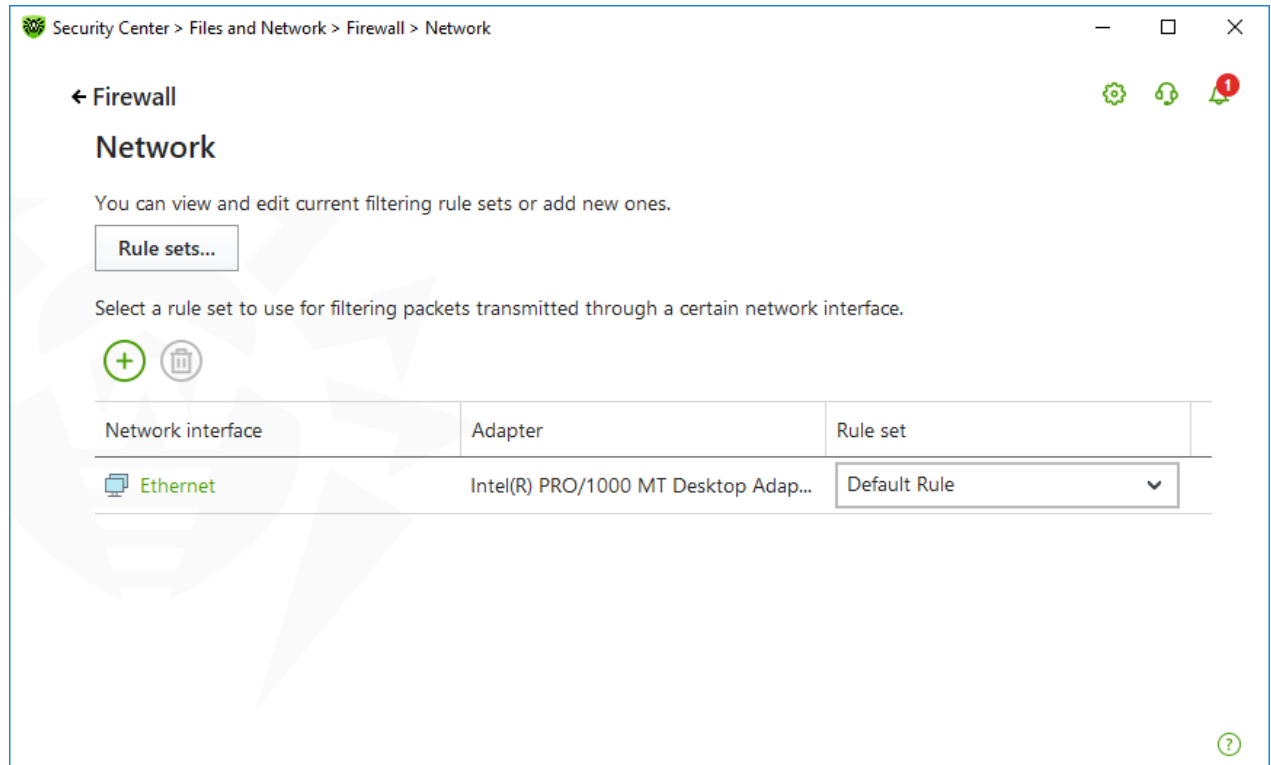 Security Center > Files and Network > Firewall > Network
Firewall
1
Network
You can view and edit current filtering rule sets or add new ones.
Rule sets...
Select a rule set to use for filtering packets transmitted through a certain network interface.
Network interface Adapter Rule set
Ethernet Intel(R) PRO/1000 MT Desktop Adap... Default Rule
?